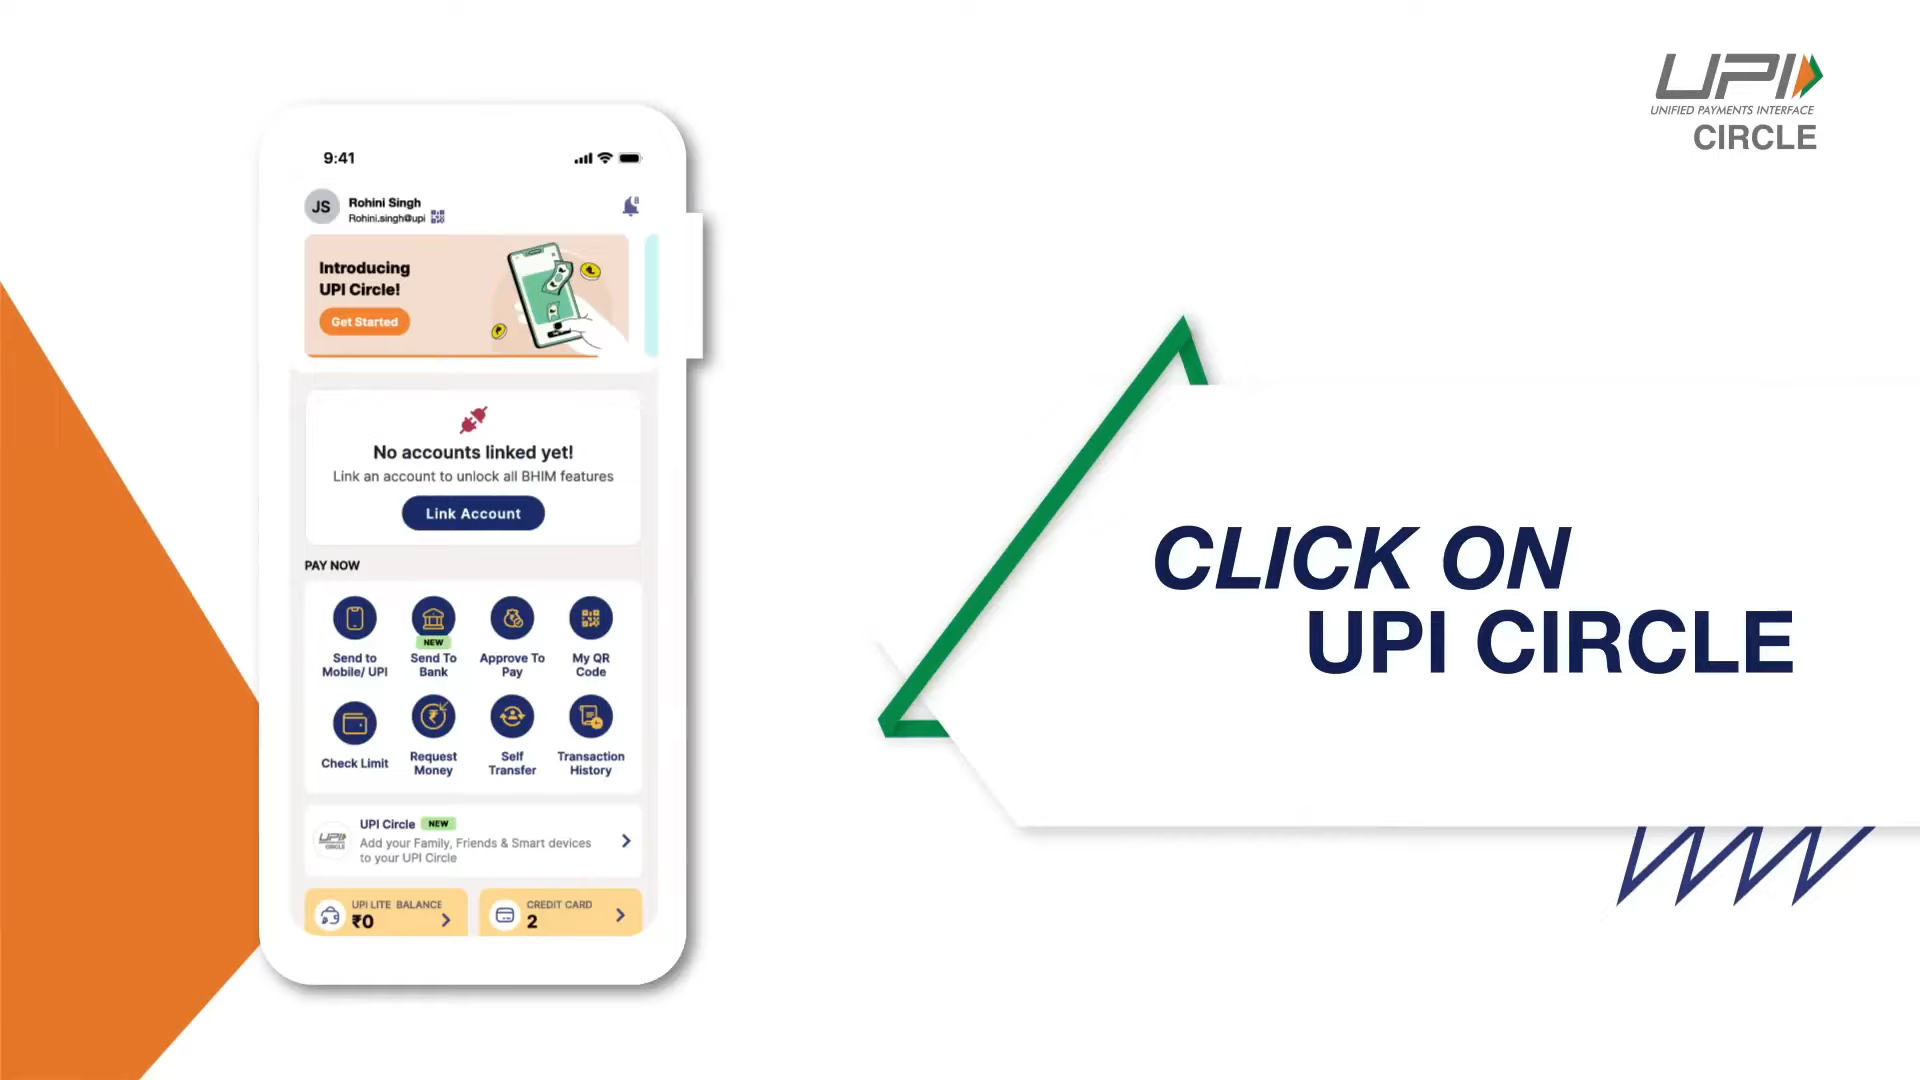 UPI
UNIFIED PAYMENTS INTERFACE
CIRCLE
9:41
JS
Rohini Singh
Rohini.singh@upi
Introducing
UPI Circle!
Get Started
No accounts linked yet!
Link an account to unlock all BHIM features
Link Account
PAY NOW
Send to
Mobile/ UPI
NEW
Send To
Bank
Approve To
Pay
My QR
Code
Check Limit
Request
Money
Self
Transfer
Transaction
History
UPI
CIRCLE
UPI Circle NEW
Add your Family, Friends & Smart devices
to your UPI Circle
UPI LITE BALANCE
₹0
CREDIT CARD
2
CLICK ON
UPI CIRCLE